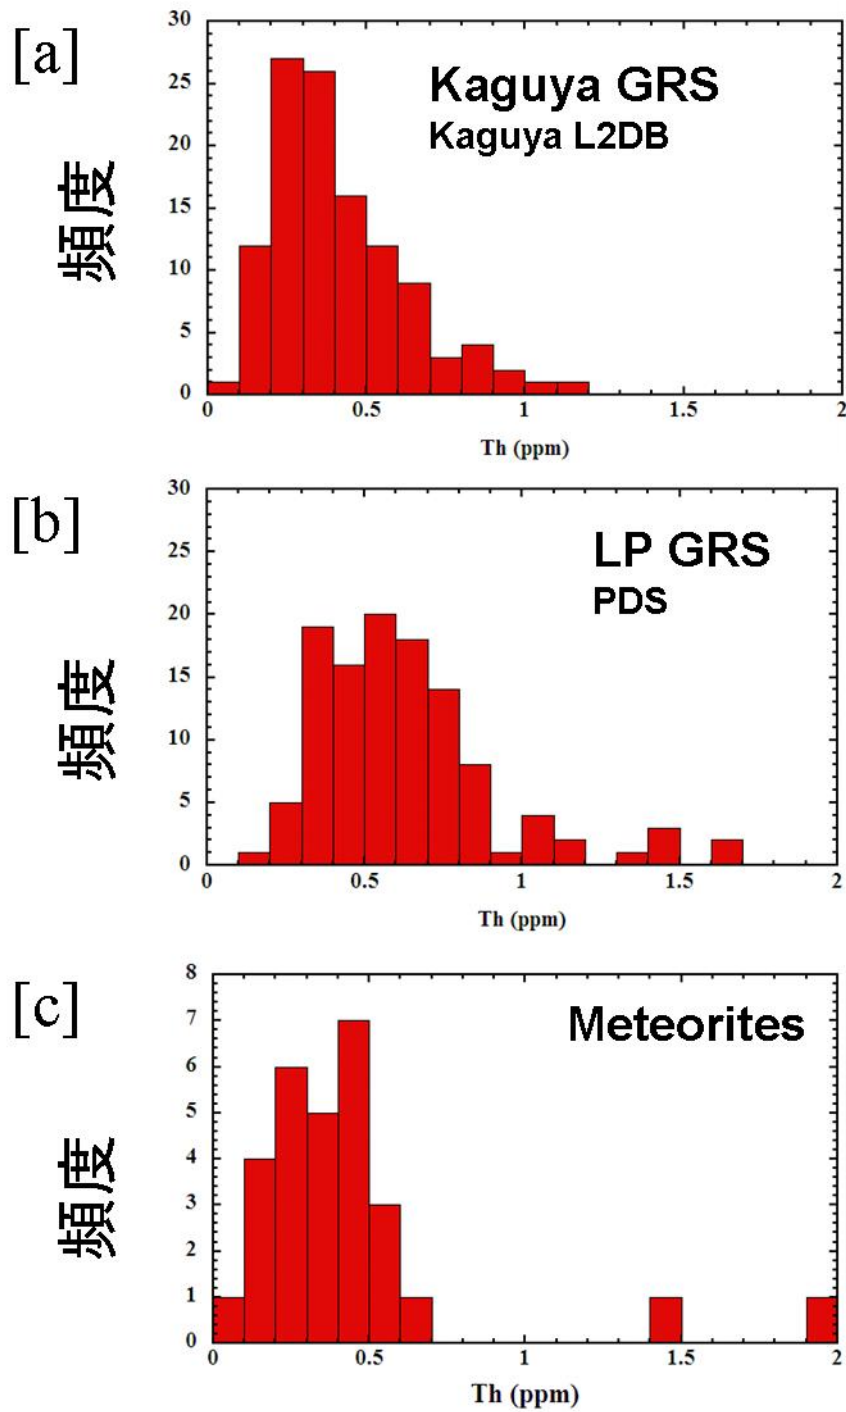 [a]
頻度
30
25
20
15
10
5
0
Kaguya GRS
Kaguya L2DB
0 0.5 1 1.5 2
Th (ppm)
[b]
頻度
30
25
20
15
10
5
0
LP GRS
PDS
0 0.5 1 1.5 2
Th (ppm)
[c]
頻度
8
7
6
5
4
3
2
1
0
Meteorites
0 0.5 1 1.5 2
Th (ppm)